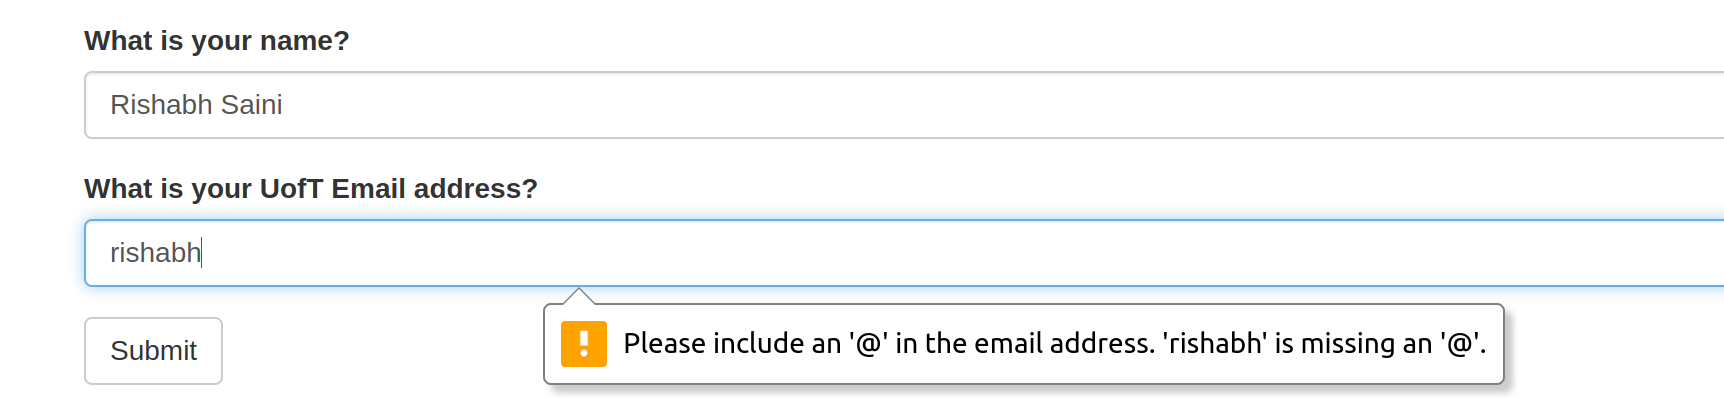 What is your name?
Rishabh Saini
What is your UofT Email address?
rishabh
Please include an '@' in the email address. 'rishabh' is missing an '@'.
Submit